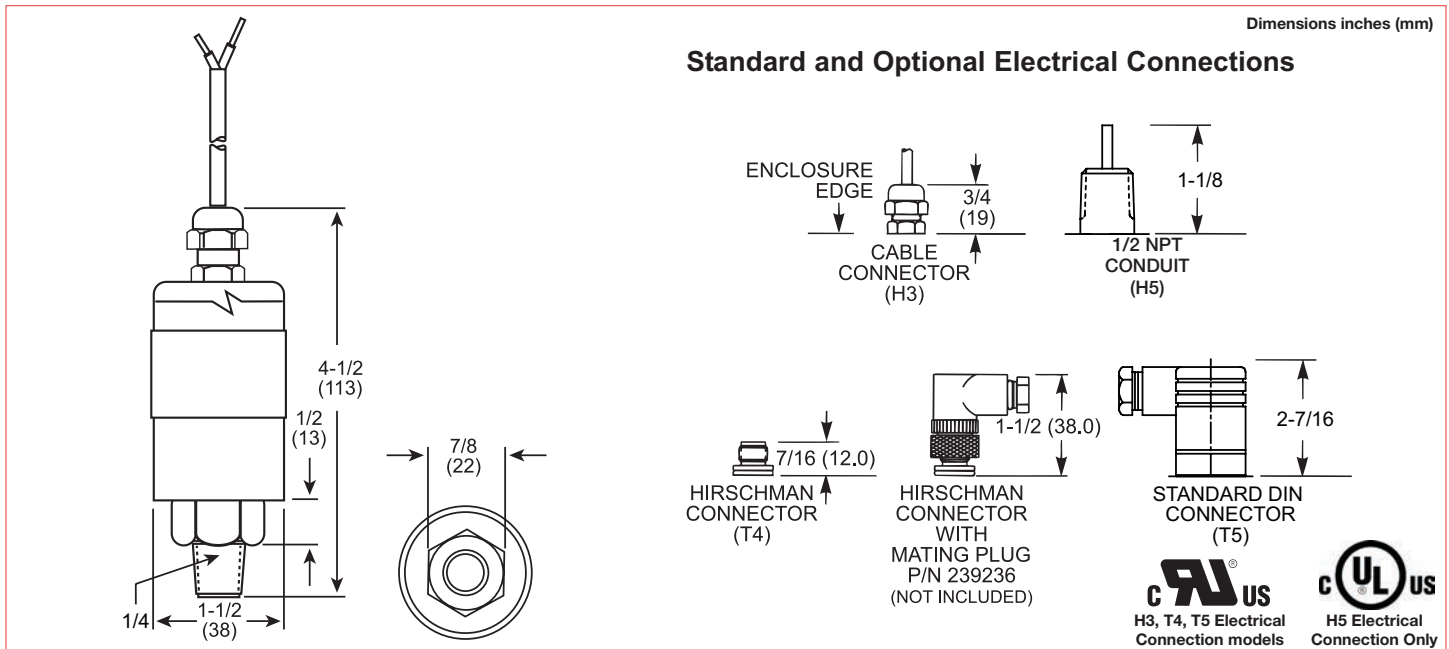 Dimensions inches (mm)
Standard and Optional Electrical Connections
4-1/2
(113)
1/2
(13)
1/4
1-1/2
(38)
7/8
(22)
ENCLOSURE
EDGE
3/4
(19)
CABLE
CONNECTOR
(H3)
1-1/8
1/2 NPT
CONDUIT
(H5)
7/16 (12.0)
HIRSCHMAN
CONNECTOR
(T4)
1-1/2 (38.0)
HIRSCHMAN
CONNECTOR
WITH
MATING PLUG
P/N 239236
(NOT INCLUDED)
2-7/16
STANDARD DIN
CONNECTOR
(T5)
C RU ® US
H3, T4, T5 Electrical
Connection models
C UL ® US
H5 Electrical
Connection Only